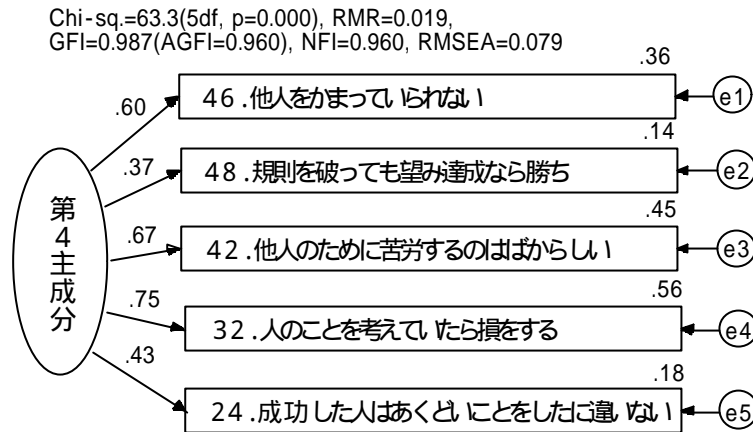 Chi-sq.=63.3(5df, p=0.000), RMR=0.019,
GFI=0.987(AGFI=0.960), NFI=0.960, RMSEA=0.079
.36
.60
46.他人をかまっていられない
e1
.14
.37
48.規則を破っても望み達成なら勝ち
e2
第4主成分
.45
.67
42.他人のために苦労するのはばからしい
e3
.56
.75
32.人のことを考えていたら損をする
e4
.18
.43
24.成功した人はあくどいことをしたに違いない
e5